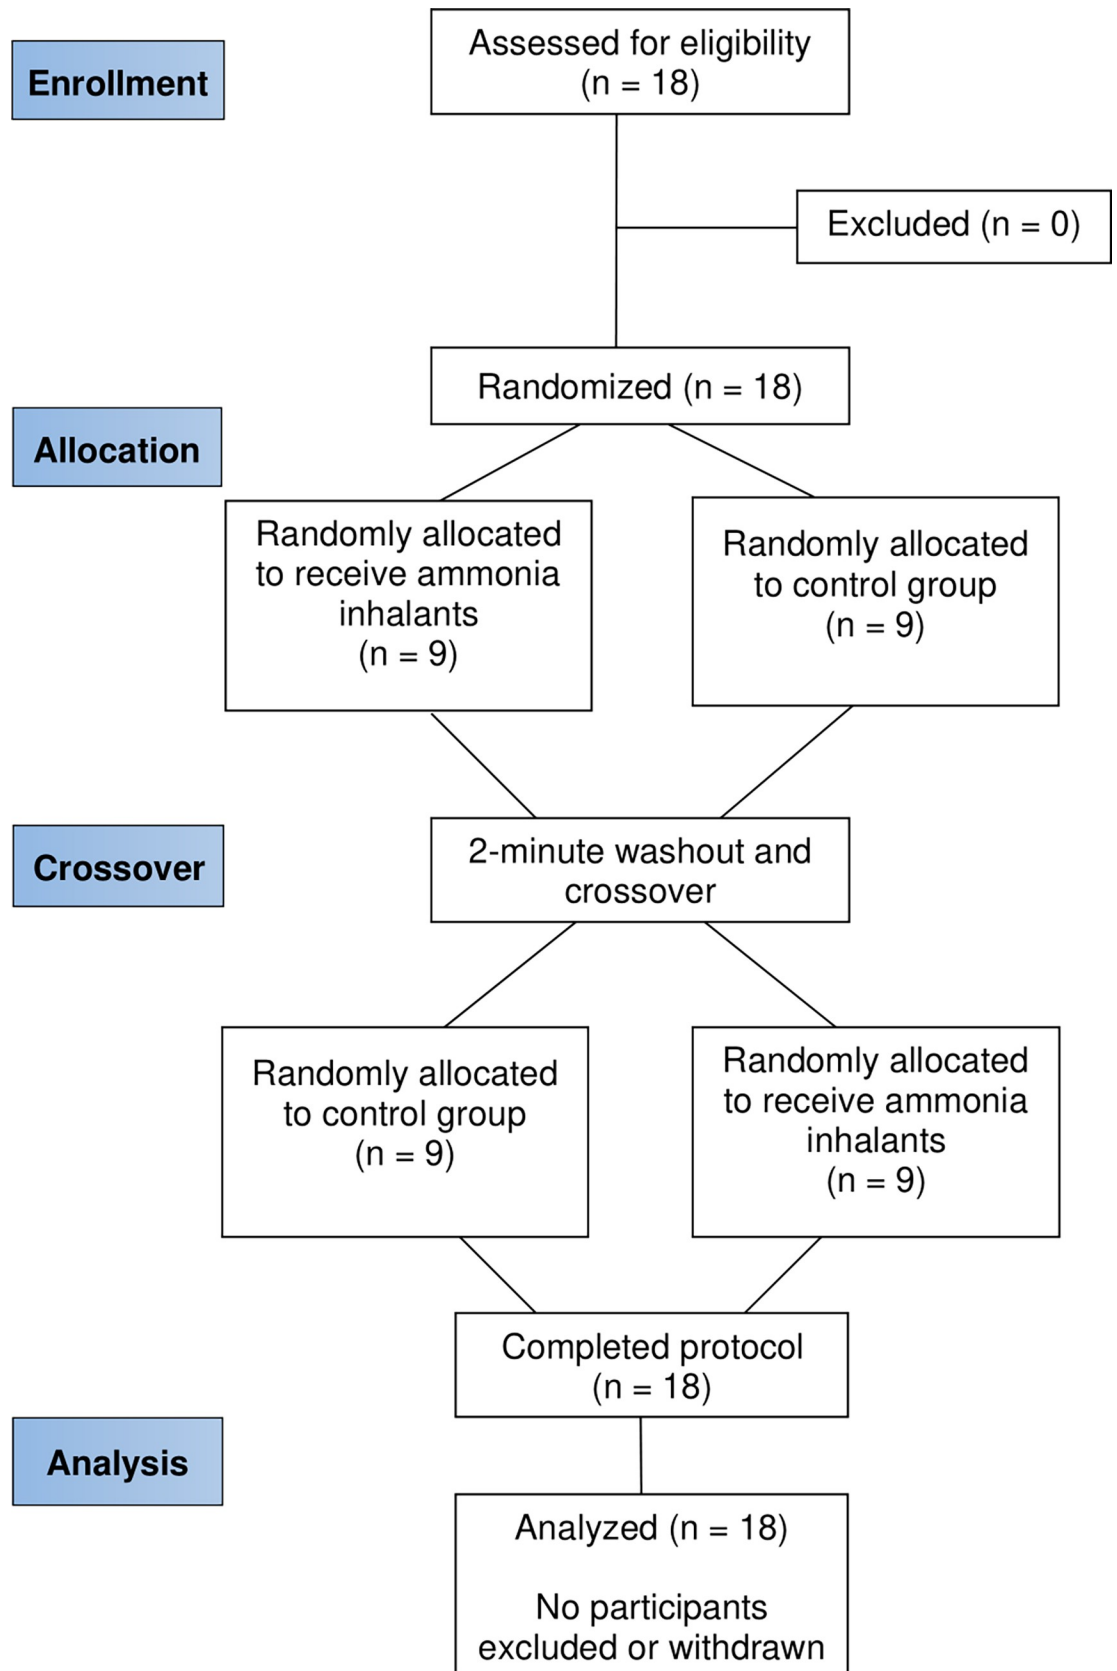 Enrollment
Assessed for eligibility
(n = 18)
Excluded (n = 0)
Randomized (n = 18)
Allocation
Randomly allocated
to receive ammonia
inhalants
(n = 9)
Randomly allocated
to control group
(n = 9)
Crossover
2-minute washout and
crossover
Randomly allocated
to control group
(n = 9)
Randomly allocated
to receive ammonia
inhalants
(n = 9)
Completed protocol
(n = 18)
Analysis
Analyzed (n = 18)
No participants
excluded or withdrawn